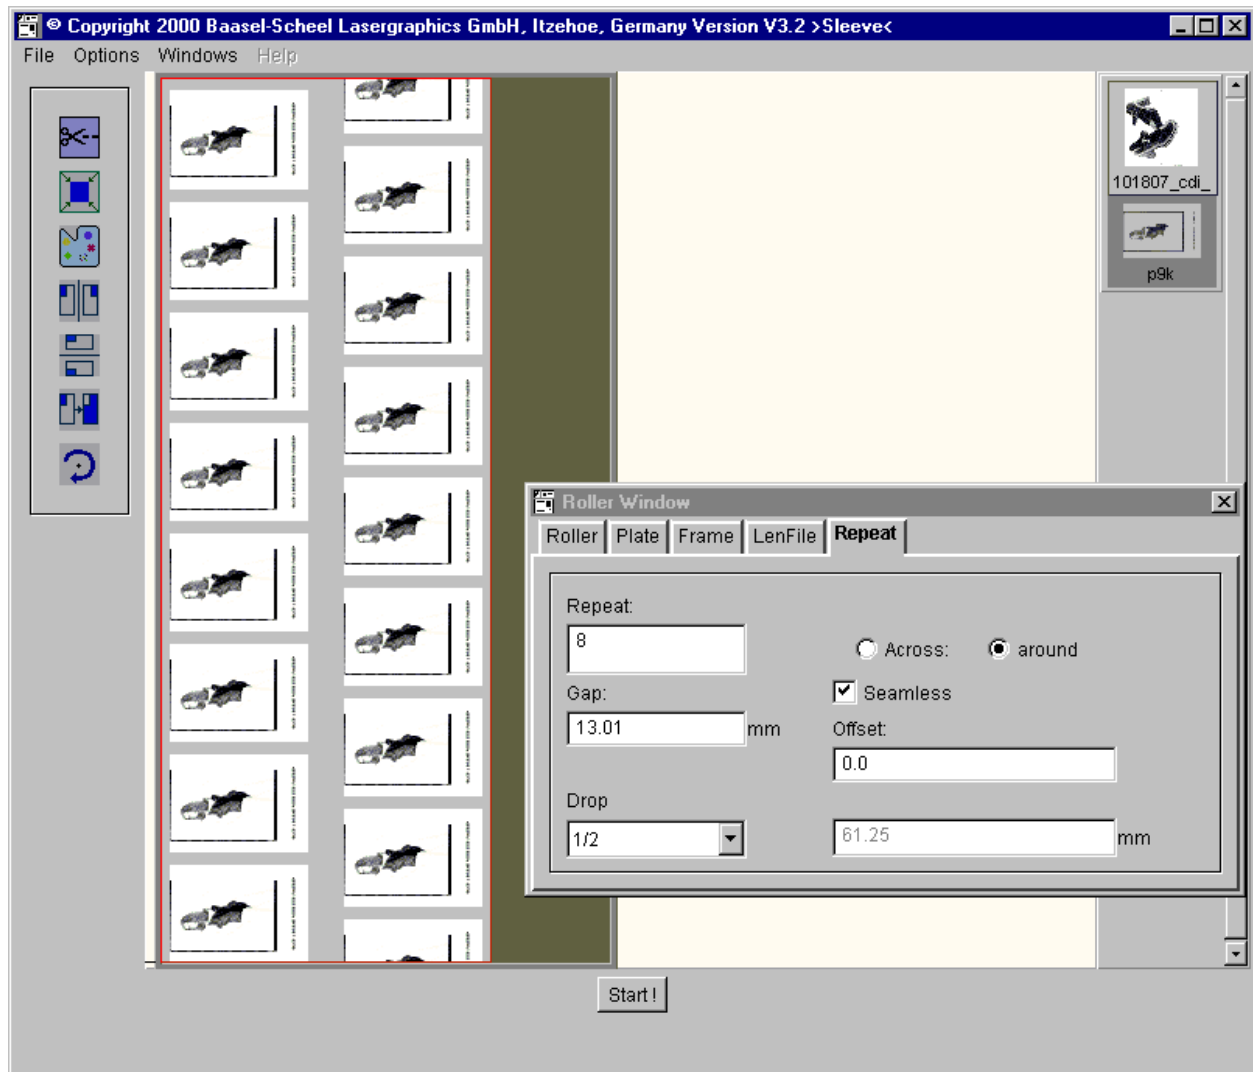 © Copyright 2000 Baasel-Scheel Lasergraphics GmbH, Itzehoe, Germany Version V3.2 >Sleeve<
File Options Windows Help
101807_cdi_
p9k
Roller Window
Roller Plate Frame LenFile Repeat
Repeat:
8
Across: around
Gap:
Seamless
13.01 mm
Offset:
0.0
Drop
1/2
61.25 mm
Start !